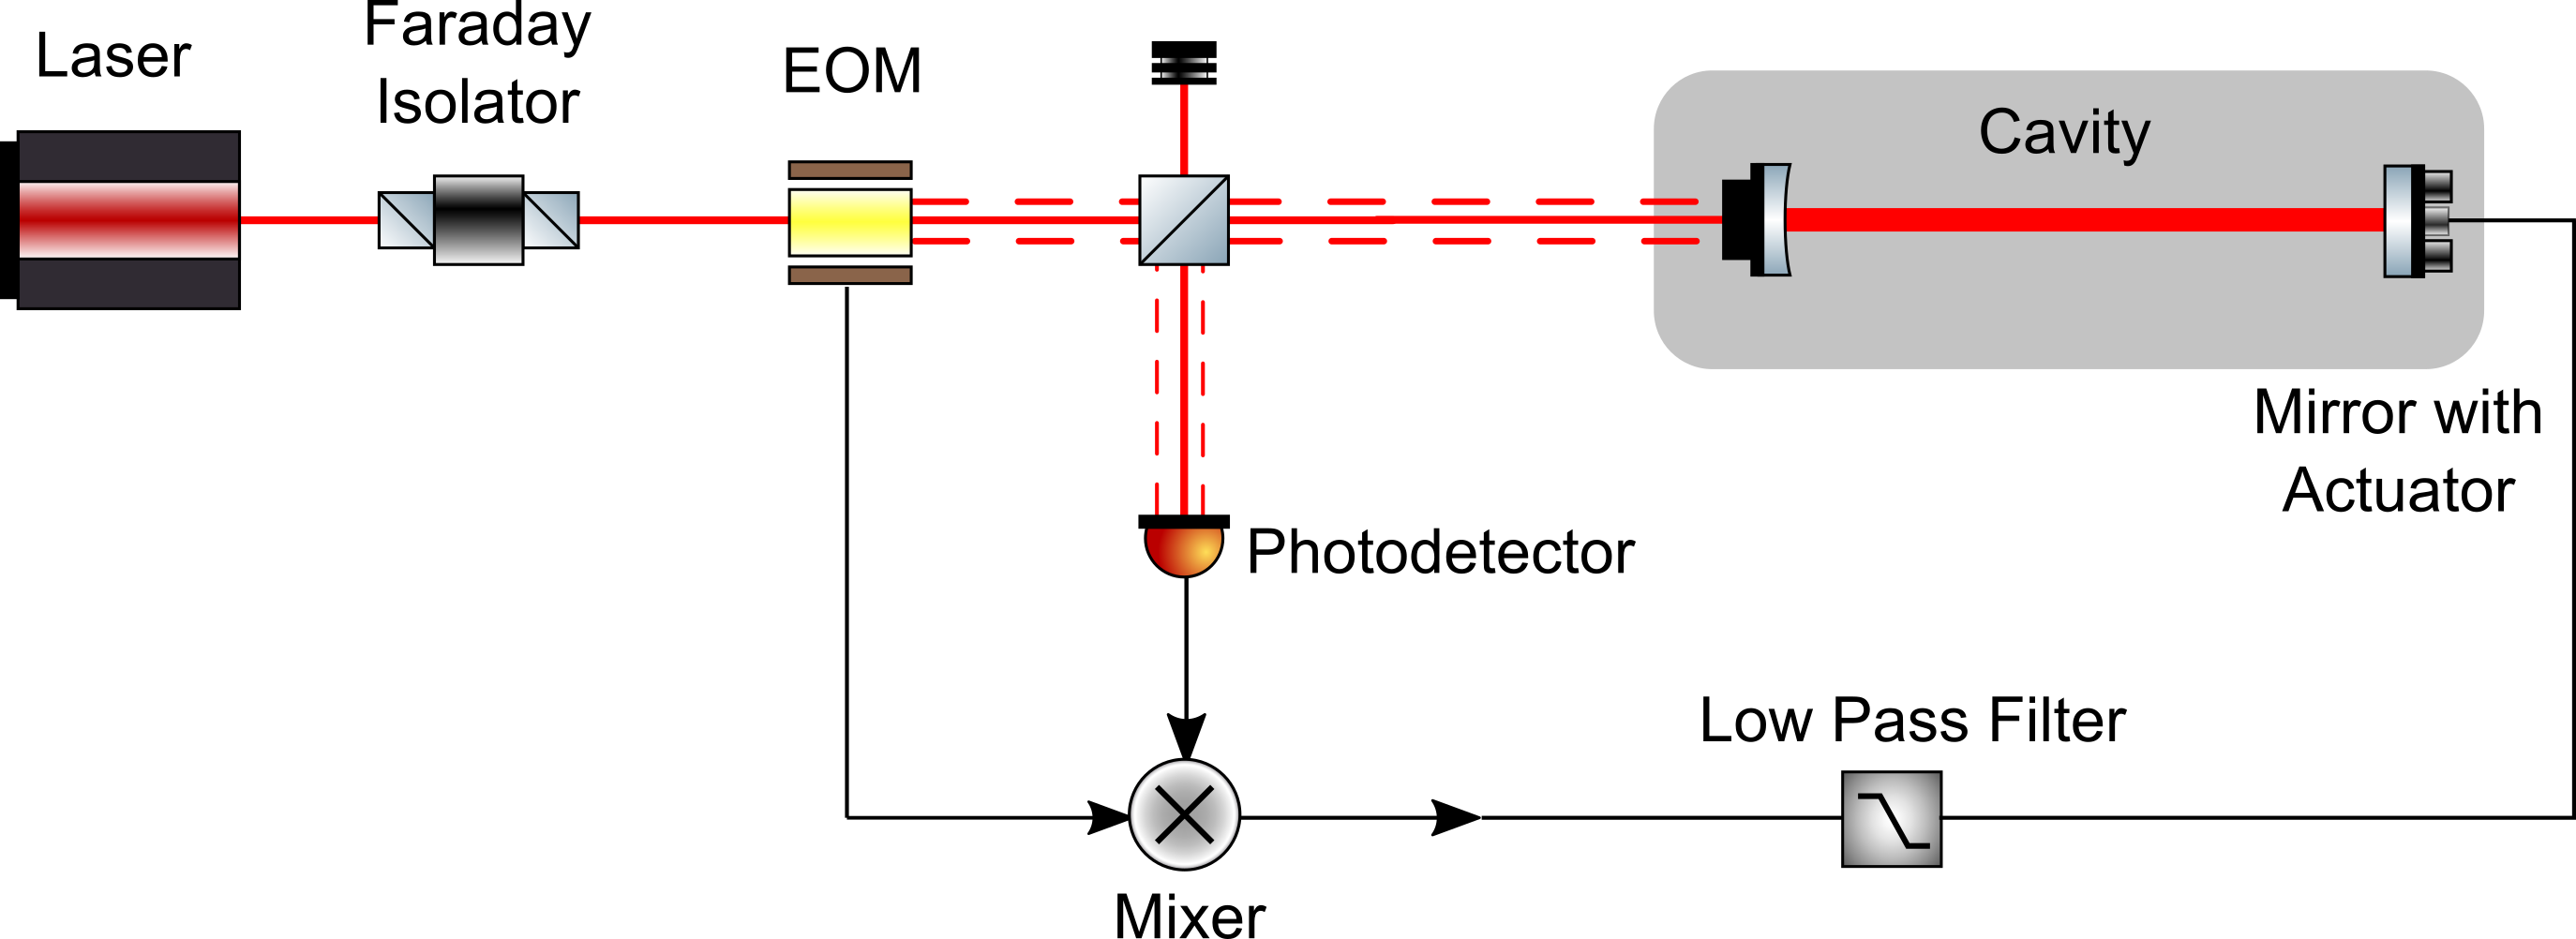 Laser
Faraday
Isolator
EOM
Cavity
Mirror with
Actuator
Photodetector
Low Pass Filter
Mixer